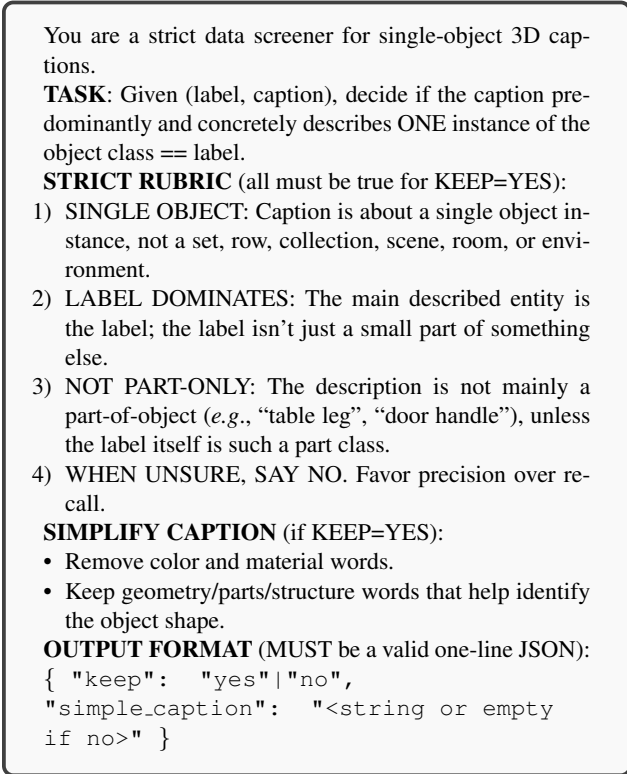 You are a strict data screener for single-object 3D cap-
tions.
TASK: Given (label, caption), decide if the caption pre-
dominantly and concretely describes ONE instance of the
object class == label.
STRICT RUBRIC (all must be true for KEEP=YES):
1) SINGLE OBJECT: Caption is about a single object in-
stance, not a set, row, collection, scene, room, or envi-
ronment.
2) LABEL DOMINATES: The main described entity is
the label; the label isn't just a small part of something
else.
3) NOT PART-ONLY: The description is not mainly a
part-of-object (e.g., “table leg”, “door handle”), unless
the label itself is such a part class.
4) WHEN UNSURE, SAY NO. Favor precision over re-
call.
SIMPLIFY CAPTION (if KEEP=YES):
• Remove color and material words.
• Keep geometry/parts/structure words that help identify
the object shape.
OUTPUT FORMAT (MUST be a valid one-line JSON):
{ "keep": "yes"|"no",
"simple_caption": "<string or empty
if no>" }